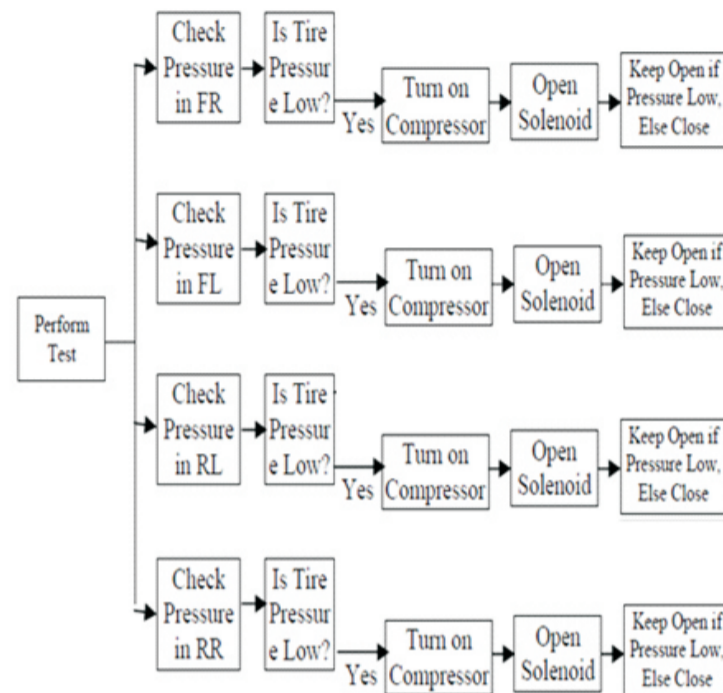 Check
Pressure
in FR
Is Tire
Pressur
e Low?
Yes
Turn on
Compressor
Open
Solenoid
Keep Open if
Pressure Low,
Else Close
Check
Pressure
in FL
Is Tire
Pressur
e Low?
Yes
Turn on
Compressor
Open
Solenoid
Keep Open if
Pressure Low,
Else Close
Perform
Test
Check
Pressure
in RL
Is Tire
Pressur
e Low?
Yes
Turn on
Compressor
Open
Solenoid
Keep Open if
Pressure Low,
Else Close
Check
Pressure
in RR
Is Tire
Pressur
e Low?
Yes
Turn on
Compressor
Open
Solenoid
Keep Open if
Pressure Low,
Else Close